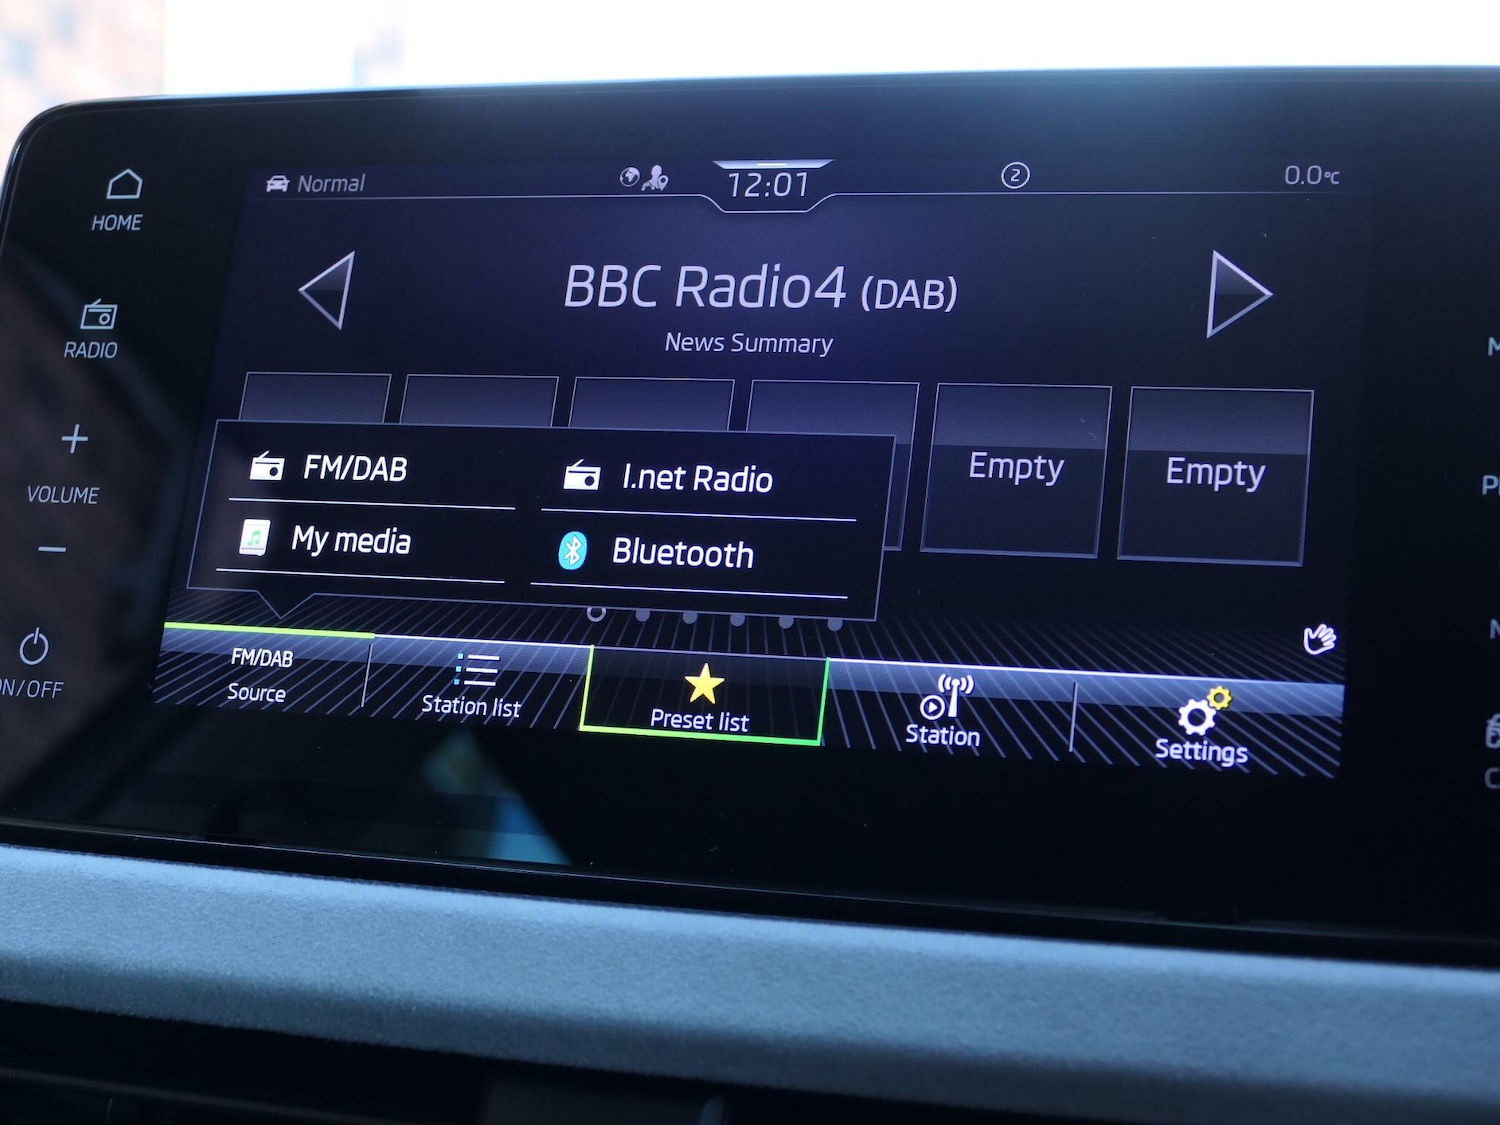 Normal
12:01
2
0.0°C
HOME
BBC Radio4 (DAB)
News Summary
RADIO
VOLUME
FM/DAB
I.net Radio
My media
Bluetooth
Empty
Empty
FM/DAB
Source
Station list
Preset list
Station
Settings
N/OFF